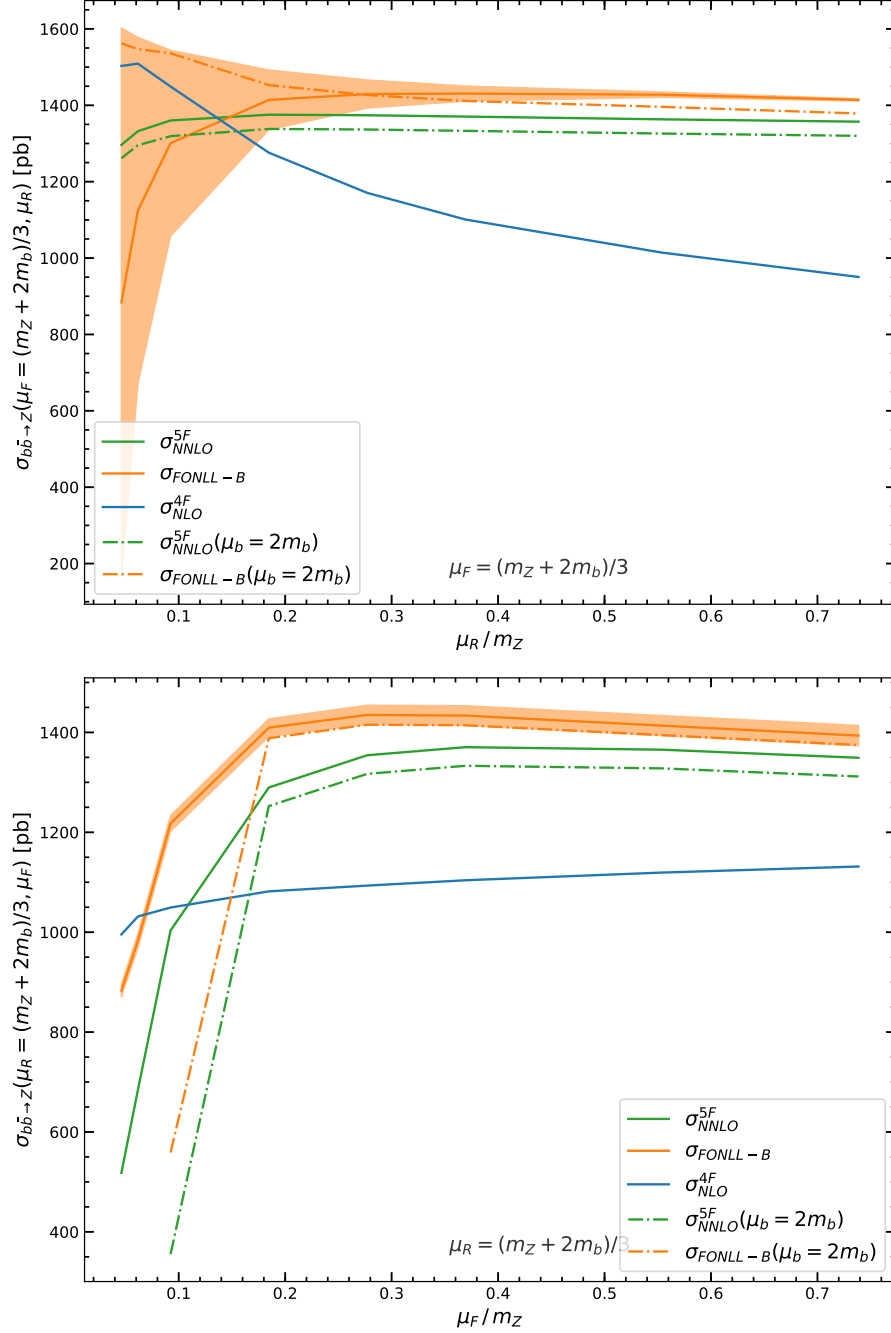 σ_{bb̄→Z}(μ_F = (m_Z + 2m_b)/3, μ_R) [pb]
1600
1400
1200
1000
800
600
400
200
σ^{5F}_{NNLO}
σ_{FONLL−B}
σ^{4F}_{NLO}
σ^{5F}_{NNLO}(μ_b = 2m_b)
σ_{FONLL−B}(μ_b = 2m_b)
μ_F = (m_Z + 2m_b)/3
0.1 0.2 0.3 0.4 0.5 0.6 0.7
μ_R / m_Z
σ_{bb̄→Z}(μ_R = (m_Z + 2m_b)/3, μ_F) [pb]
1400
1200
1000
800
600
400
σ^{5F}_{NNLO}
σ_{FONLL−B}
σ^{4F}_{NLO}
σ^{5F}_{NNLO}(μ_b = 2m_b)
σ_{FONLL−B}(μ_b = 2m_b)
μ_R = (m_Z + 2m_b)/3
0.1 0.2 0.3 0.4 0.5 0.6 0.7
μ_F / m_Z